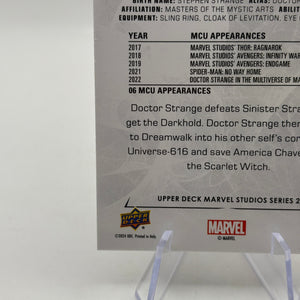 BIRTH NAME: STEPHEN STRANGE ALIAS: DOCTOR
AFFILIATION: MASTERS OF THE MYSTIC ARTS ABILITY
EQUIPMENT: SLING RING, CLOAK OF LEVITATION, EYE
YEAR MCU APPEARANCES
2017 MARVEL STUDIOS' THOR: RAGNAROK
2018 MARVEL STUDIOS' AVENGERS: INFINITY WAR
2019 MARVEL STUDIOS' AVENGERS: ENDGAME
2021 SPIDER-MAN: NO WAY HOME
2022 DOCTOR STRANGE IN THE MULTIVERSE OF MA
06 MCU APPEARANCES
Doctor Strange defeats Sinister Stra
get the Darkhold. Doctor Strange then
to Dreamwalk into his other self's cor
Universe-616 and save America Chave
the Scarlet Witch.
UPPER DECK MARVEL STUDIOS SERIES 2
UPPER DECK
MARVEL
©2024 UDC. Printed in Italy.
© MARVEL